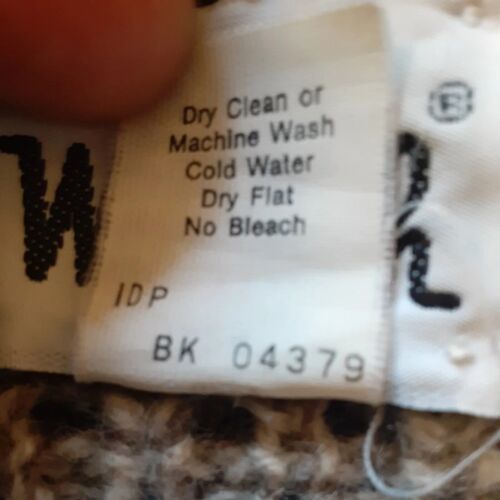 Dry Clean or
Machine Wash
Cold Water
Dry Flat
No Bleach
IDP
BK 04379